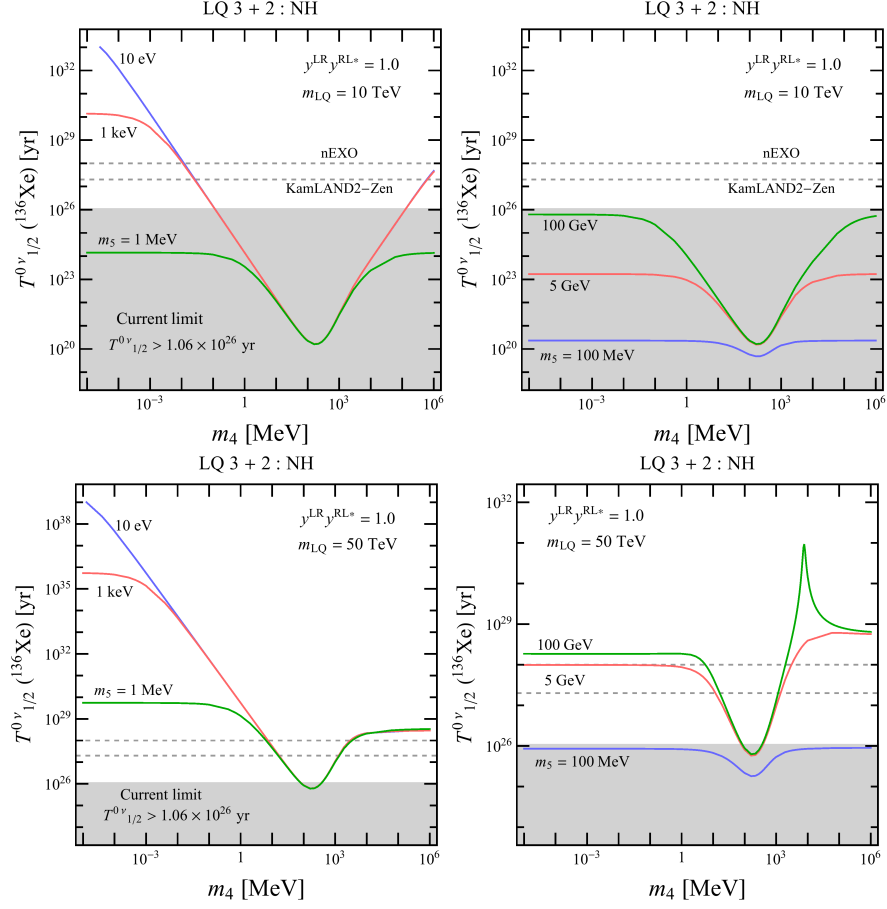 LQ 3 + 2 : NH
10 eV
y^LR y^RL* = 1.0
m_LQ = 10 TeV
1 keV
nEXO
KamLAND2−Zen
m₅ = 1 MeV
Current limit
T^0ν_1/2 > 1.06 × 10^26 yr
T^0ν_1/2 (^136Xe) [yr]
10^32
10^29
10^26
10^23
10^20
10^−3
1
10^3
10^6
m₄ [MeV]
LQ 3 + 2 : NH
y^LR y^RL* = 1.0
m_LQ = 10 TeV
nEXO
KamLAND2−Zen
100 GeV
5 GeV
m₅ = 100 MeV
T^0ν_1/2 (^136Xe) [yr]
10^32
10^29
10^26
10^23
10^20
10^−3
1
10^3
10^6
m₄ [MeV]
LQ 3 + 2 : NH
10 eV
y^LR y^RL* = 1.0
m_LQ = 50 TeV
1 keV
m₅ = 1 MeV
Current limit
T^0ν_1/2 > 1.06 × 10^26 yr
T^0ν_1/2 (^136Xe) [yr]
10^38
10^35
10^32
10^29
10^26
10^−3
1
10^3
10^6
m₄ [MeV]
LQ 3 + 2 : NH
y^LR y^RL* = 1.0
m_LQ = 50 TeV
100 GeV
5 GeV
m₅ = 100 MeV
T^0ν_1/2 (^136Xe) [yr]
10^32
10^29
10^26
10^−3
1
10^3
10^6
m₄ [MeV]